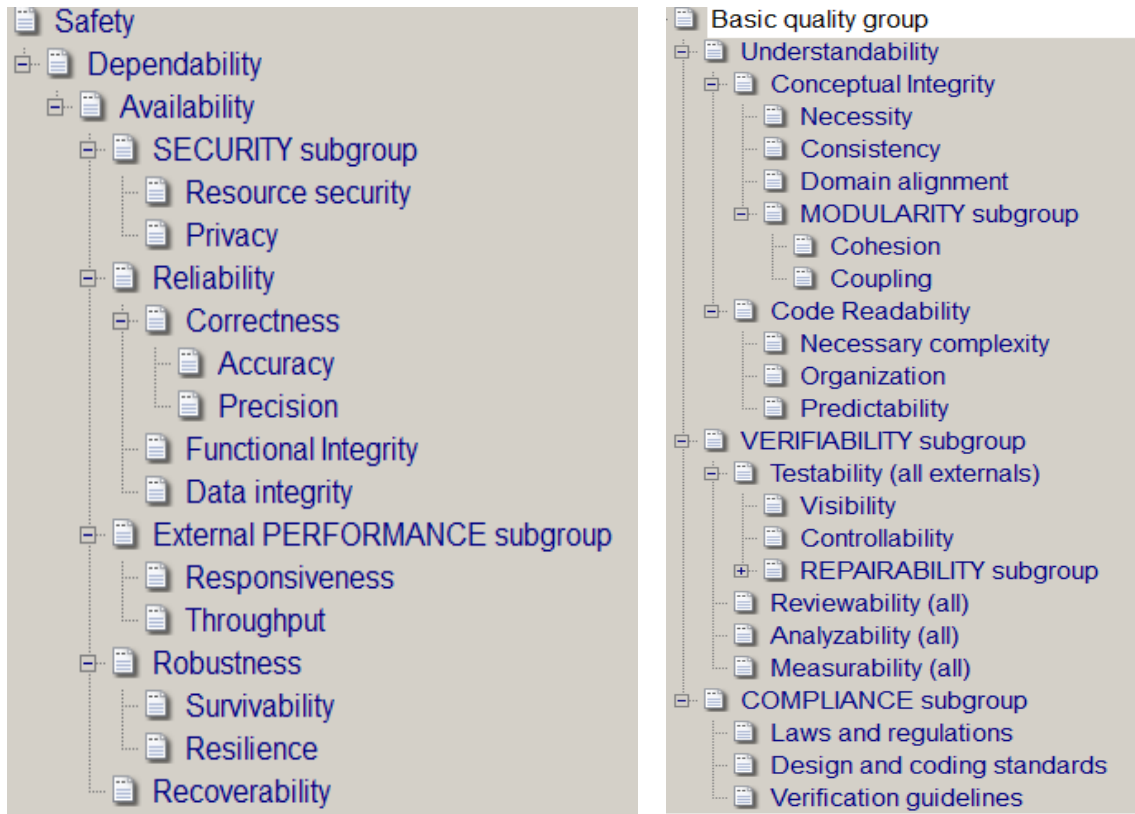 Safety
Dependability
Availability
SECURITY subgroup
Resource security
Privacy
Reliability
Correctness
Accuracy
Precision
Functional Integrity
Data integrity
External PERFORMANCE subgroup
Responsiveness
Throughput
Robustness
Survivability
Resilience
Recoverability
Basic quality group
Understandability
Conceptual Integrity
Necessity
Consistency
Domain alignment
MODULARITY subgroup
Cohesion
Coupling
Code Readability
Necessary complexity
Organization
Predictability
VERIFIABILITY subgroup
Testability (all externals)
Visibility
Controllability
REPAIRABILITY subgroup
Reviewability (all)
Analyzability (all)
Measurability (all)
COMPLIANCE subgroup
Laws and regulations
Design and coding standards
Verification guidelines